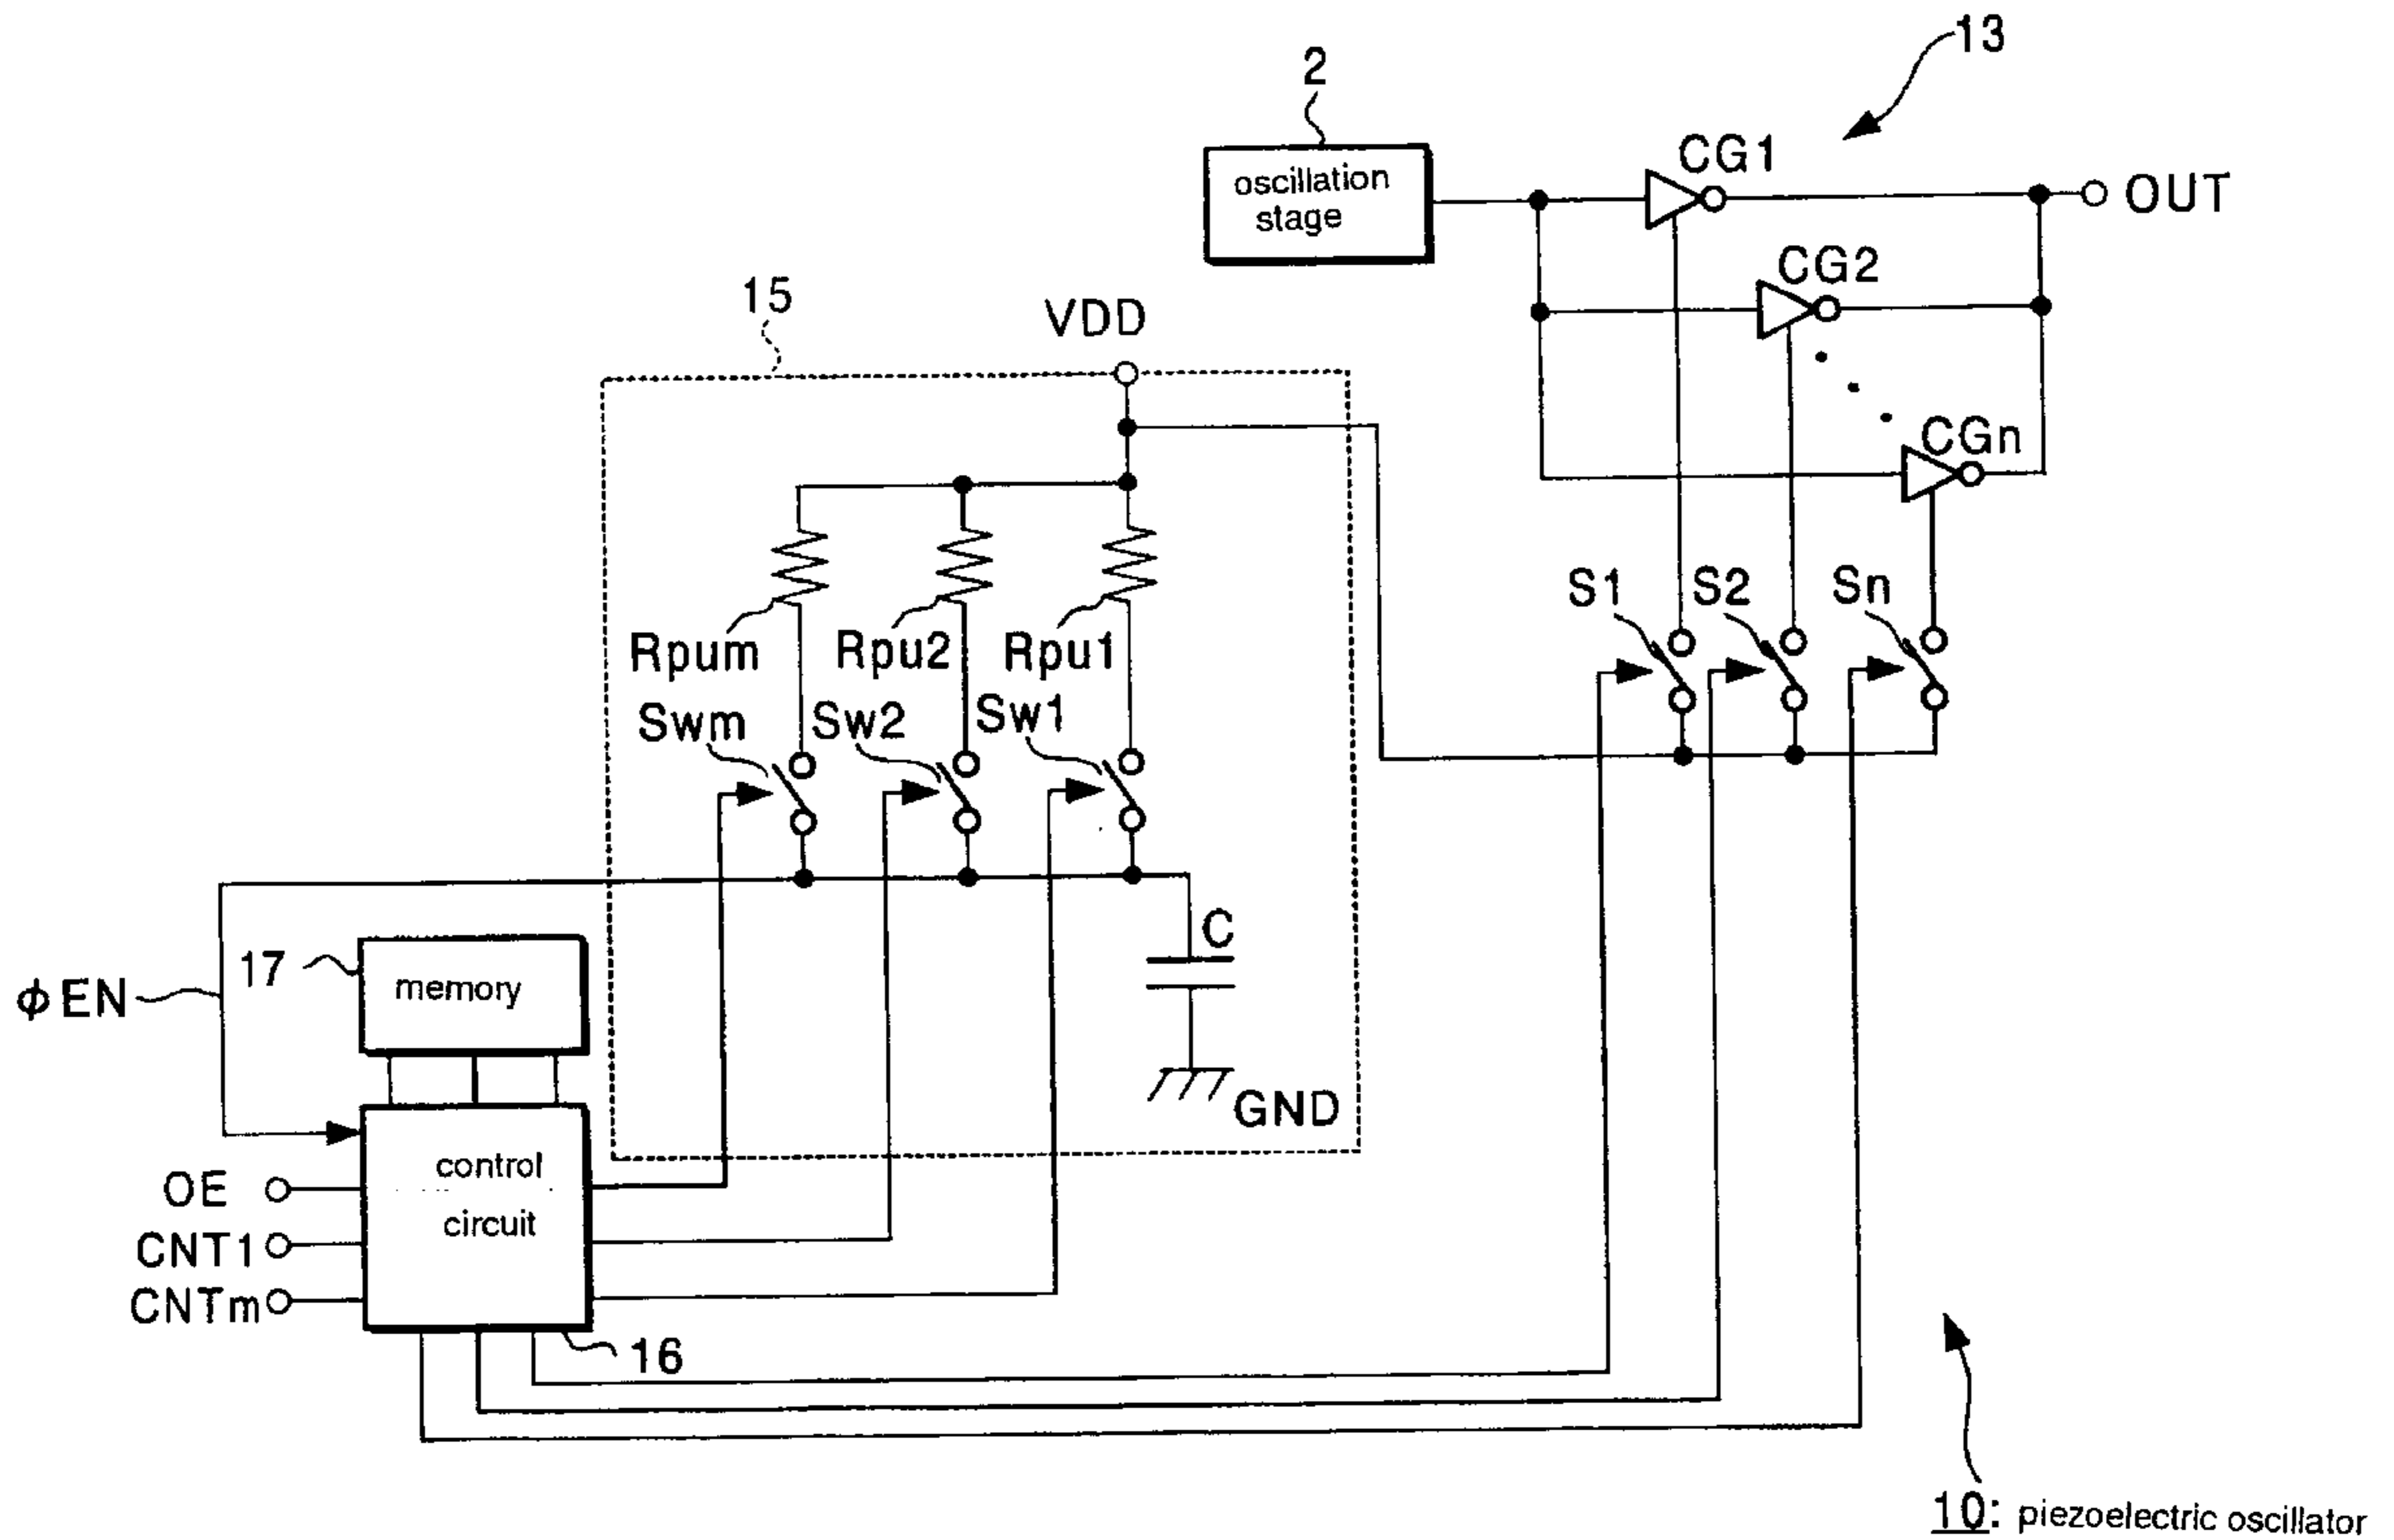 13
2
CG1
oscillation
stage
OUT
CG2
15
VDD
CGn
S1 S2 Sn
Rpum Rpu2 Rpu1
Swm Sw2 Sw1
C
17
memory
φEN
GND
control
circuit
OE
CNT1
CNTm
16
10: piezoelectric oscillator